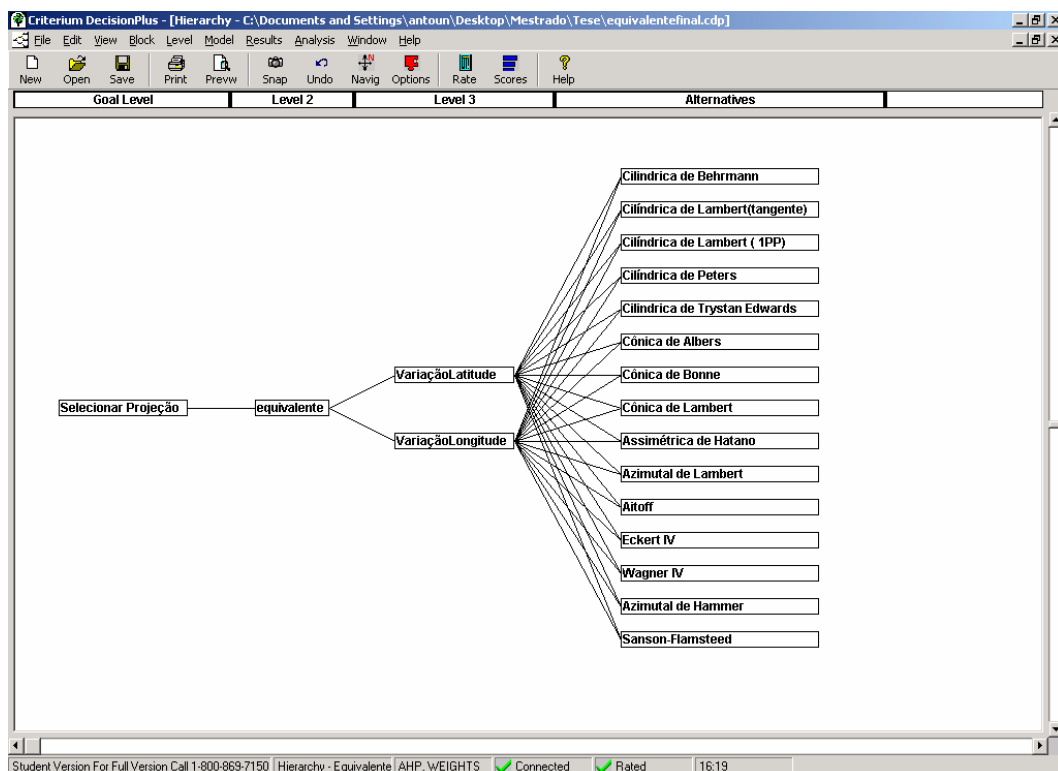 Criterium DecisionPlus - [Hierarchy - C:\Documents and Settings\antoun\Desktop\Mestrado\Tese\equivalentefinal.cdp]
File Edit View Block Level Model Results Analysis Window Help
New Open Save Print Prevw Snap Undo Navig Options Rate Scores Help
Goal Level Level 2 Level 3 Alternatives
Cilindrica de Behrmann
Cilíndrica de Lambert(tangente)
Cilíndrica de Lambert ( 1PP)
Cilíndrica de Peters
Cilindrica de Trystan Edwards
Cônica de Albers
VariaçãoLatitude Cônica de Bonne
Selecionar Projeção equivalente Cônica de Lambert
VariaçãoLongitude Assimétrica de Hatano
Azimutal de Lambert
Aitoff
Eckert IV
Wagner IV
Azimutal de Hammer
Sanson-Flamsteed
Student Version For Full Version Call 1-800-869-7150 Hierarchy - Equivalente AHP, WEIGHTS Connected Rated 16:19